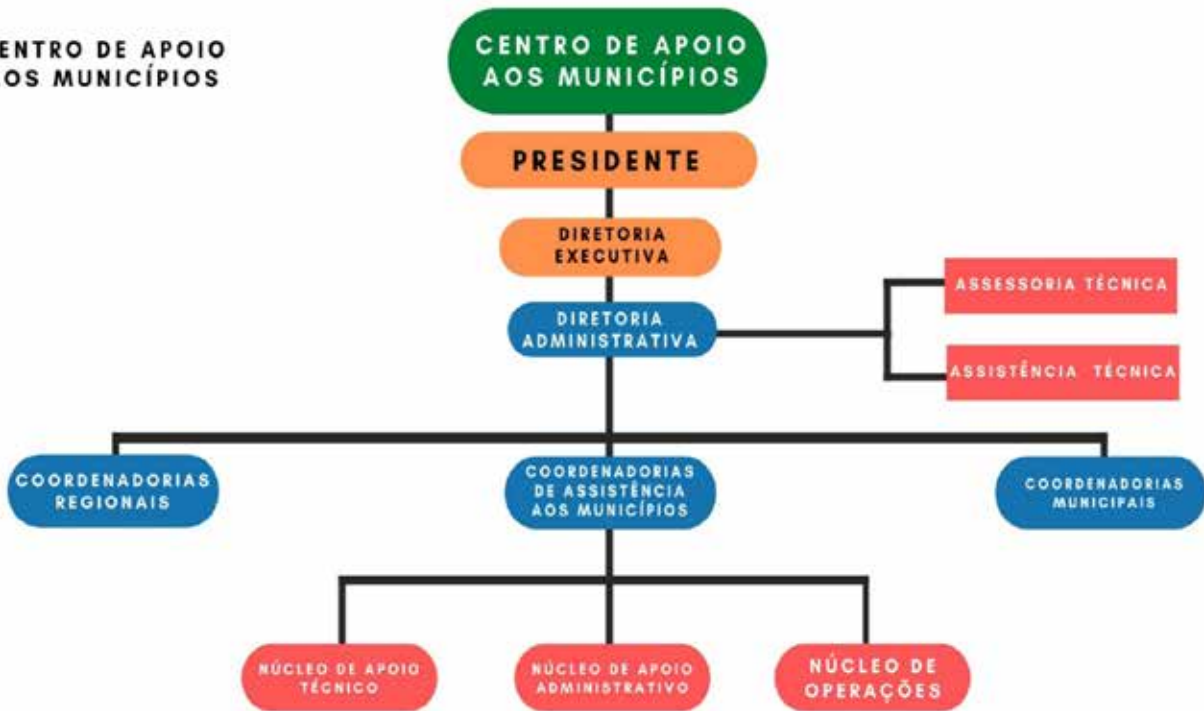 ENTRO DE APOIO
OS MUNICÍPIOS
CENTRO DE APOIO
AOS MUNICÍPIOS
PRESIDENTE
DIRETORIA
EXECUTIVA
DIRETORIA
ADMINISTRATIVA
ASSESSORIA TÉCNICA
ASSISTÊNCIA TÉCNICA
COORDENADORIAS
REGIONAIS
COORDENADORIAS
DE ASSISTÊNCIA
AOS MUNICÍPIOS
COORDENADORIAS
MUNICIPAIS
NÚCLEO DE APOIO
TÉCNICO
NÚCLEO DE APOIO
ADMINISTRATIVO
NÚCLEO DE
OPERAÇÕES